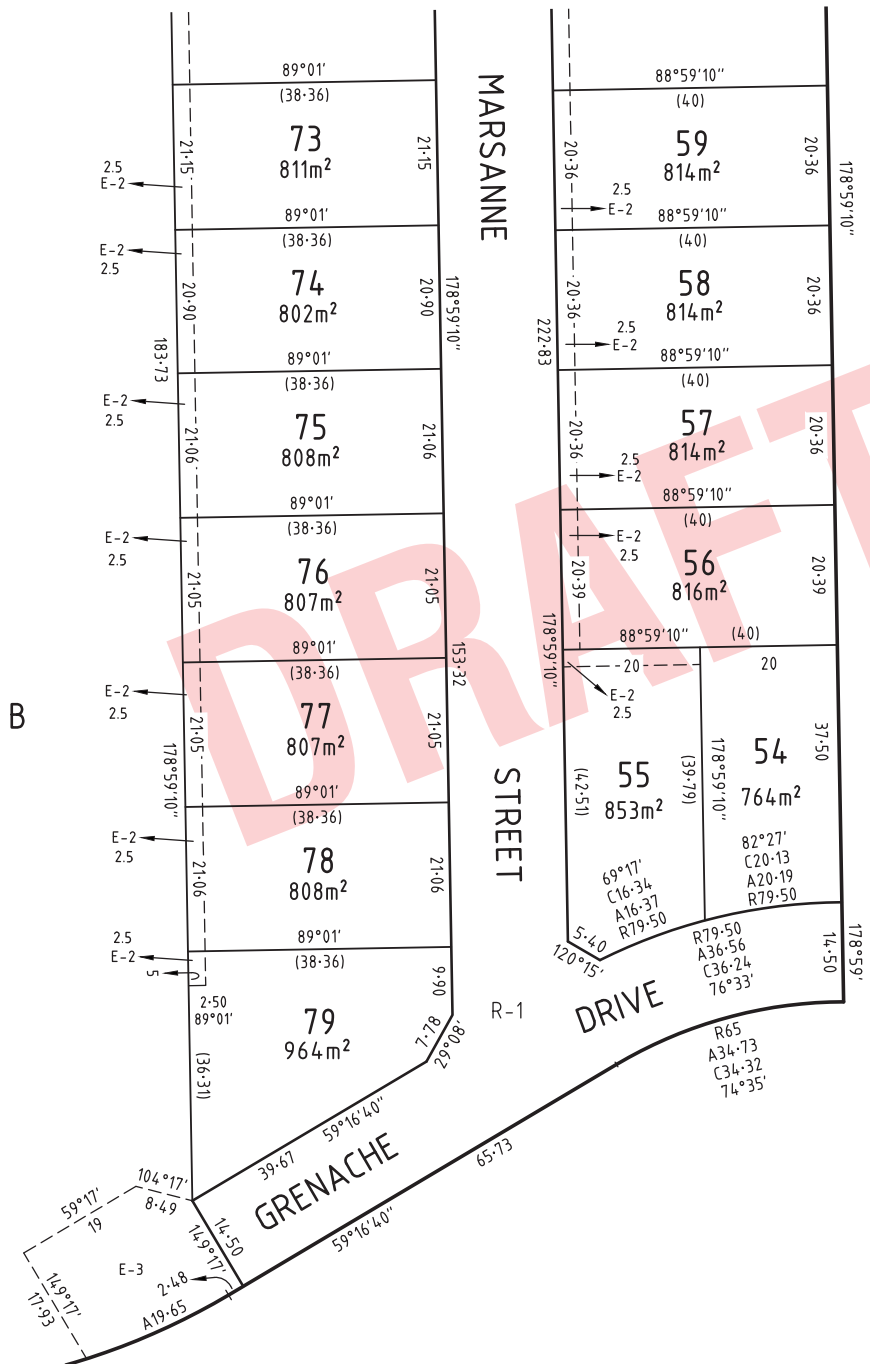 89°01'
(38·36)
73
811m²
21·15
21·15
2.5
E-2
89°01'
(38·36)
E-2
2.5
74
802m²
20·90
20·90
178°59'10"
183·73
89°01'
(38·36)
E-2
2.5
75
808m²
21·06
21·06
89°01'
(38·36)
E-2
2.5
76
807m²
21·05
21·05
89°01'
(38·36)
153·32
E-2
2.5
77
807m²
21·05
21·05
B
178°59'10"
89°01'
(38·36)
E-2
2.5
78
808m²
21·06
21·06
2.5
E-2
5
89°01'
(38·36)
2·50
89°01'
79
964m²
9·90
7·78
29°08'
(36·31)
39·67
59°16'40"
MARSANNE
STREET
88°59'10"
(40)
59
814m²
20·36
20·36
178°59'10"
2.5
E-2
88°59'10"
(40)
58
814m²
20·36
20·36
222·83
2.5
E-2
88°59'10"
(40)
57
814m²
20·36
20·36
2.5
E-2
88°59'10"
(40)
E-2
2.5
56
816m²
20·39
20·39
88°59'10"
(40)
178°59'10"
20
20
E-2
2.5
55
853m²
(42·51)
(39·79)
178°59'10"
54
764m²
37·50
69°17'
C16·34
A16·37
R79·50
82°27'
C20·13
A20·19
R79·50
5·40
120°15'
R79·50
A36·56
C36·24
76°33'
14·50
178°59'
R-1
GRENACHE
DRIVE
R65
A34·73
C34·32
74°35'
65·73
59°16'40"
104°17'
8·49
59°17'
19
14·50
149°17'
E-3
149°17'
17·93
2·48
A19·65
DRAFT